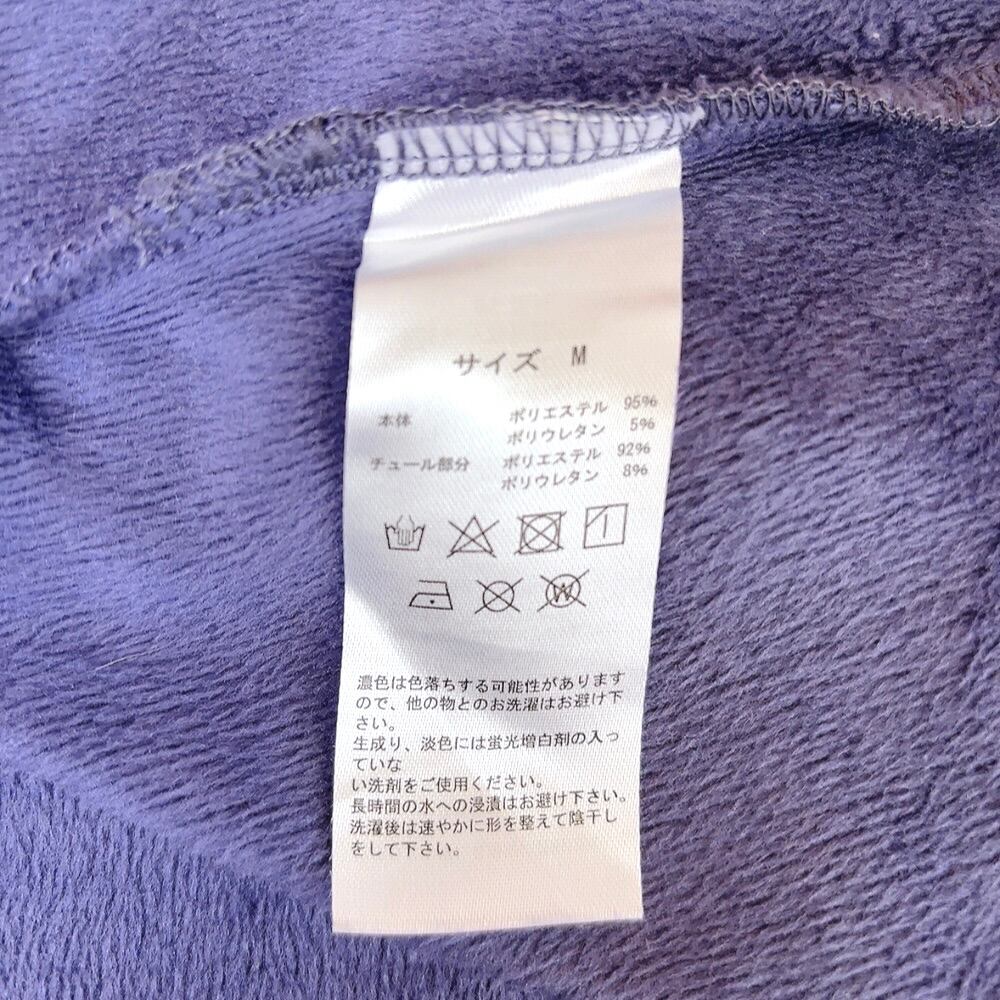 サイズ M
本体 ポリエステル 95%
ポリウレタン 5%
チュール部分 ポリエステル 92%
ポリウレタン 8%
W
濃色は色落ちする可能性があります
ので、他の物とのお洗濯はお避け下
さい。
生成り、淡色には蛍光増白剤の入っ
ていな
い洗剤をご使用ください。
長時間の水への浸漬はお避け下さい。
洗濯後は速やかに形を整えて陰干し
をして下さい。